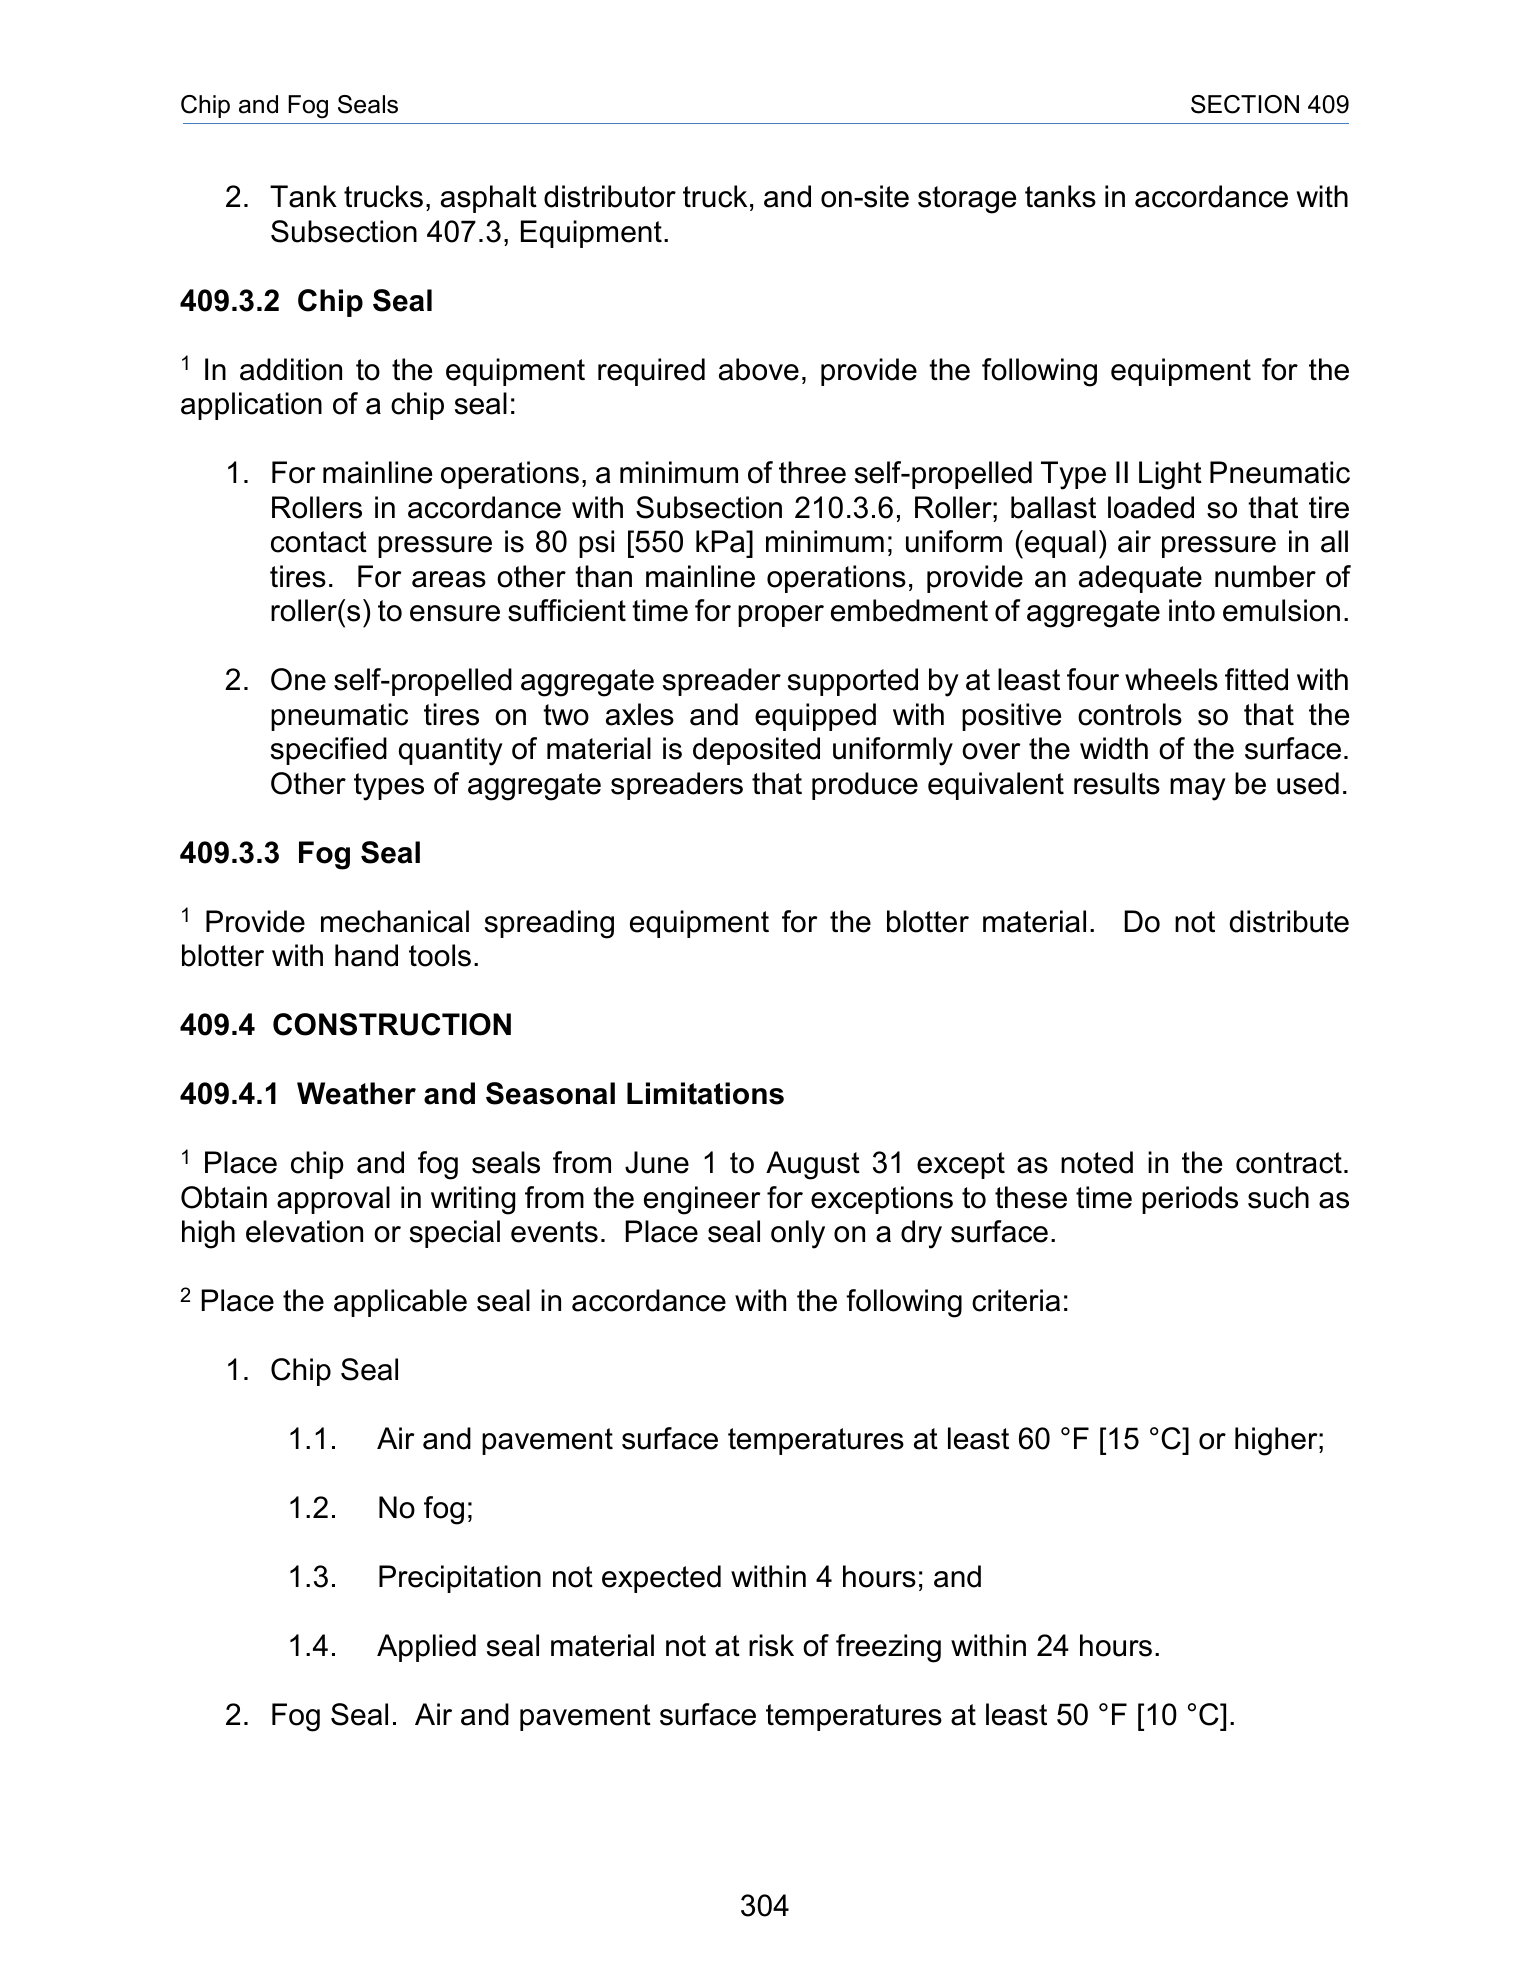 Chip and Fog Seals SECTION 409
2. Tank trucks, asphalt distributor truck, and on-site storage tanks in accordance with
Subsection 407.3, Equipment.
409.3.2 Chip Seal
1 In addition to the equipment required above, provide the following equipment for the
application of a chip seal:
1. For mainline operations, a minimum of three self-propelled Type II Light Pneumatic
Rollers in accordance with Subsection 210.3.6, Roller; ballast loaded so that tire
contact pressure is 80 psi [550 kPa] minimum; uniform (equal) air pressure in all
tires. For areas other than mainline operations, provide an adequate number of
roller(s) to ensure sufficient time for proper embedment of aggregate into emulsion.
2. One self-propelled aggregate spreader supported by at least four wheels fitted with
pneumatic tires on two axles and equipped with positive controls so that the
specified quantity of material is deposited uniformly over the width of the surface.
Other types of aggregate spreaders that produce equivalent results may be used.
409.3.3 Fog Seal
1 Provide mechanical spreading equipment for the blotter material. Do not distribute
blotter with hand tools.
409.4 CONSTRUCTION
409.4.1 Weather and Seasonal Limitations
1 Place chip and fog seals from June 1 to August 31 except as noted in the contract.
Obtain approval in writing from the engineer for exceptions to these time periods such as
high elevation or special events. Place seal only on a dry surface.
2 Place the applicable seal in accordance with the following criteria:
1. Chip Seal
1.1. Air and pavement surface temperatures at least 60 °F [15 °C] or higher;
1.2. No fog;
1.3. Precipitation not expected within 4 hours; and
1.4. Applied seal material not at risk of freezing within 24 hours.
2. Fog Seal. Air and pavement surface temperatures at least 50 °F [10 °C].
304